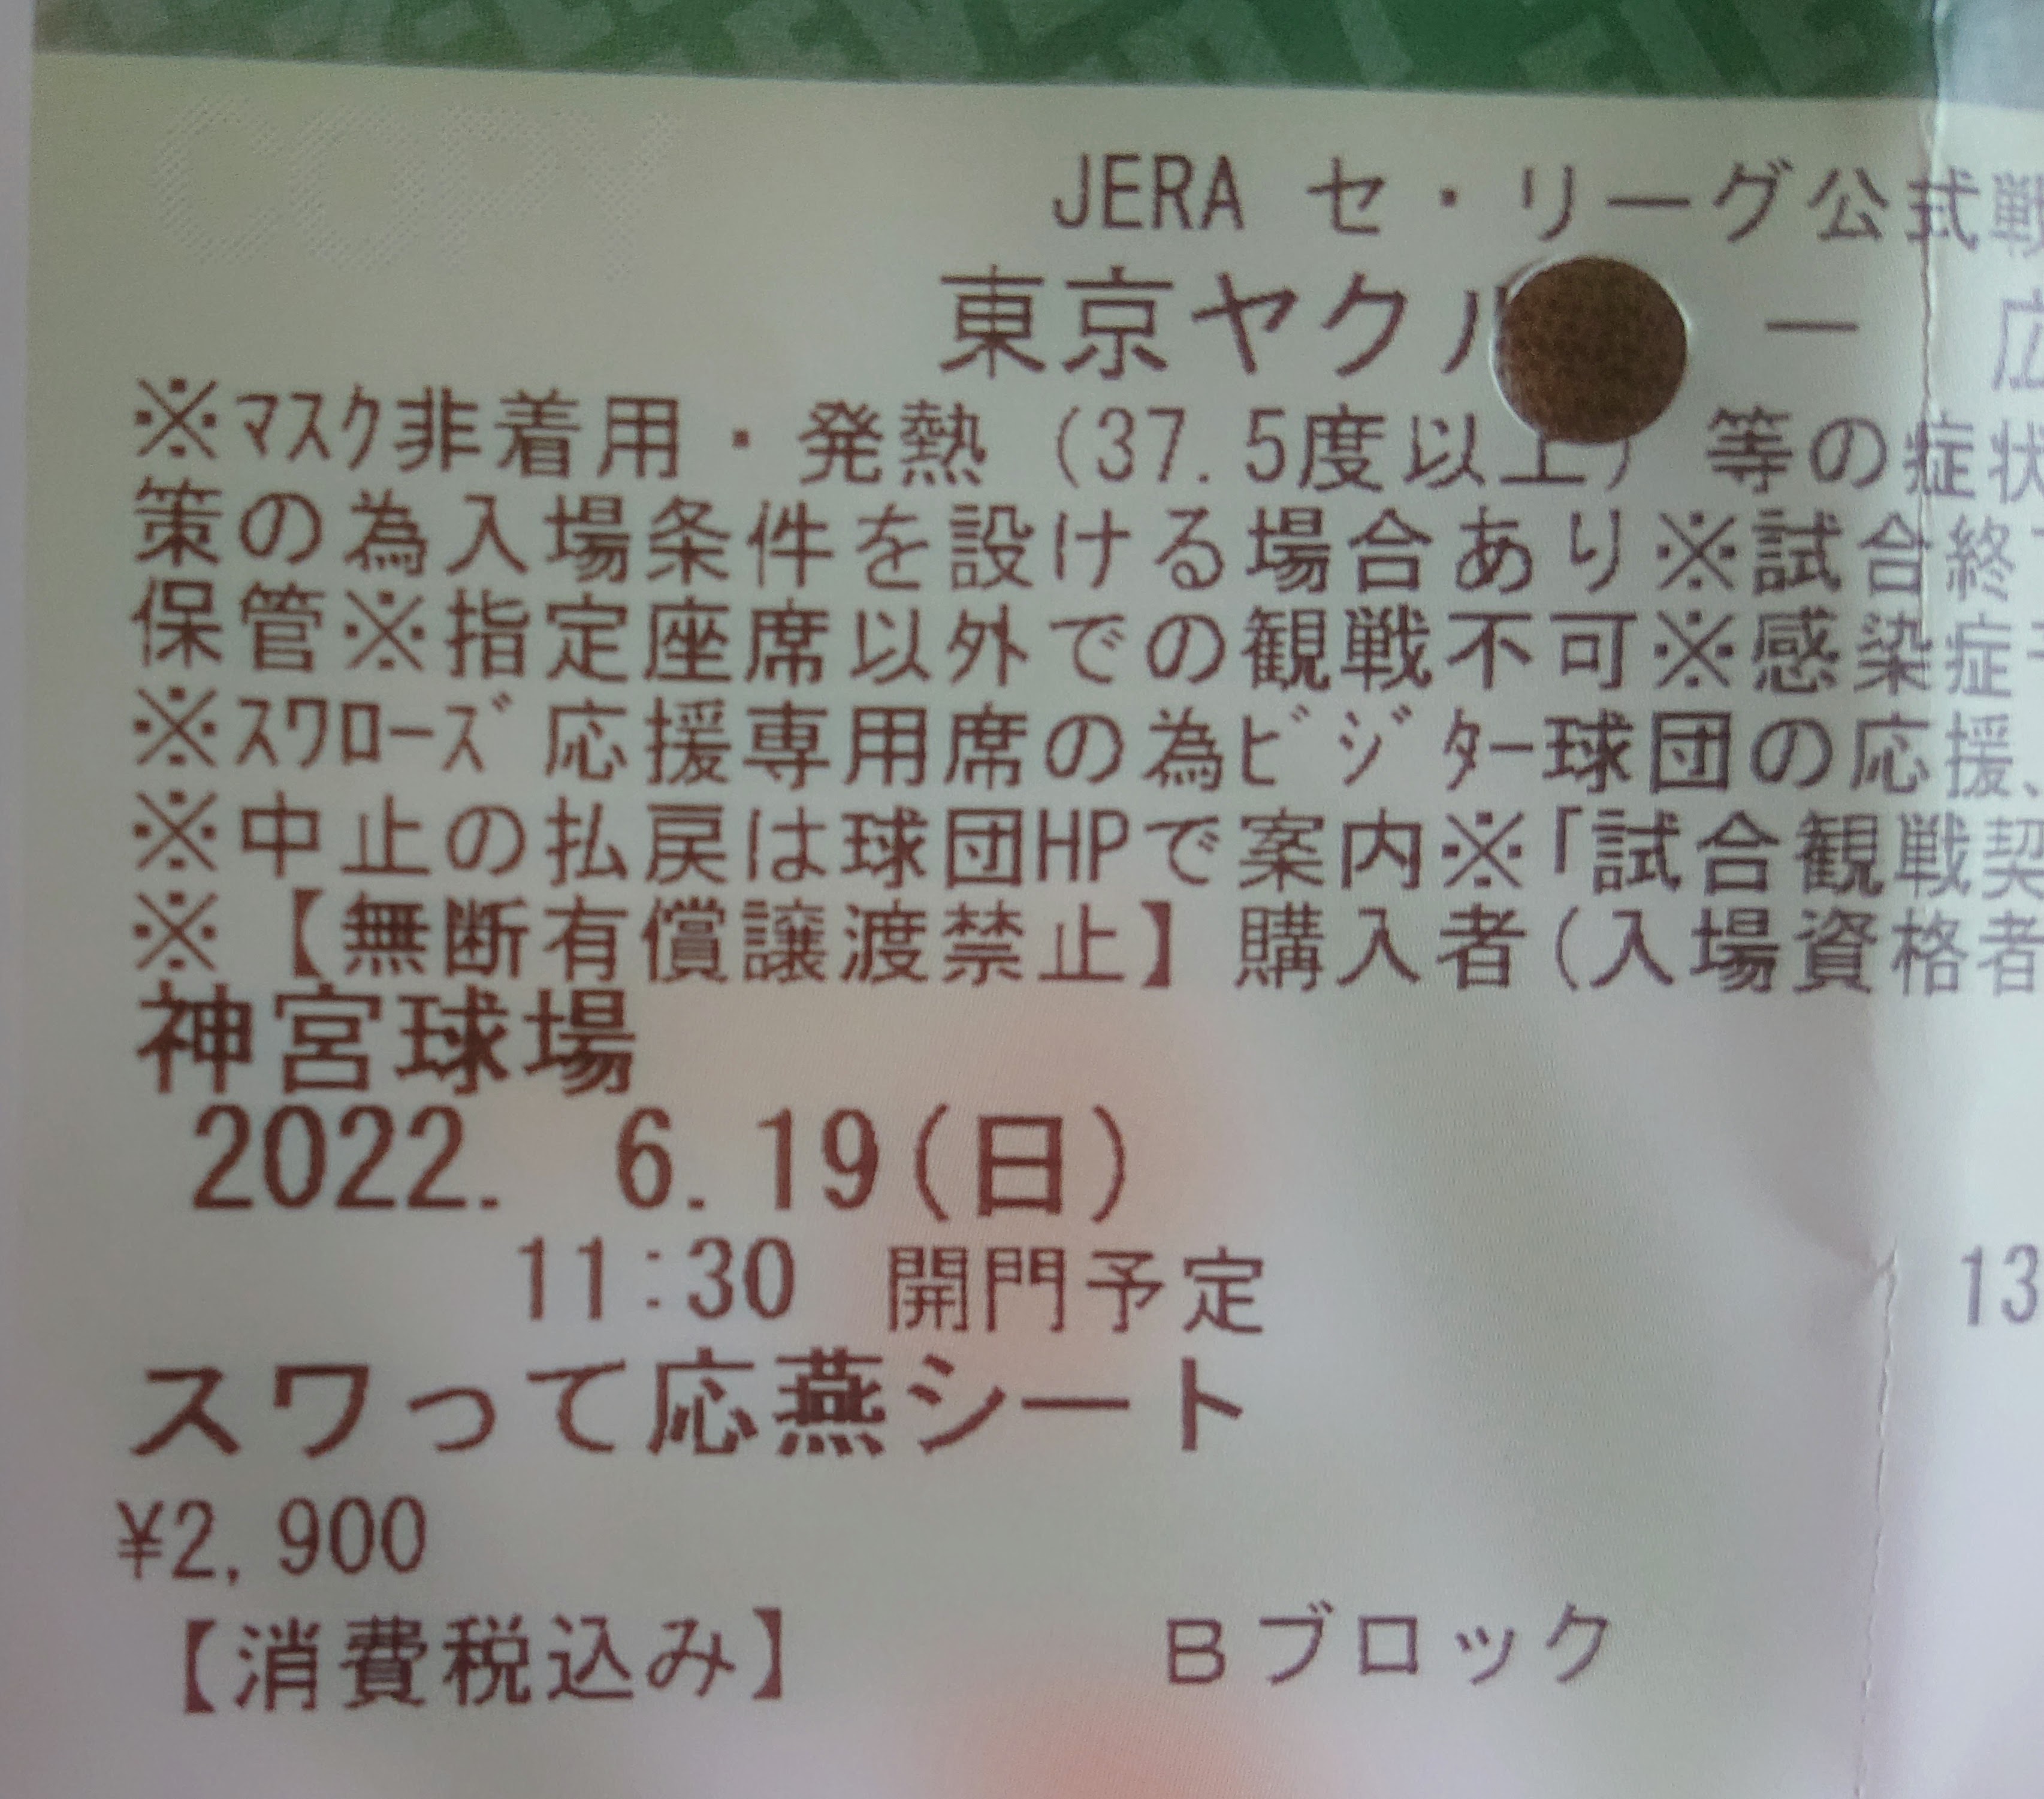 COPY
JERA セ・リーグ公式戦
東京ヤクル ー 広
※ﾏｽｸ非着用・発熱（37.5度以上）等の症状
策の為入場条件を設ける場合あり※試合終
保管※指定座席以外での観戦不可※感染症
※ｽﾜﾛｰｽﾞ応援専用席の為ﾋﾞｼﾞﾀｰ球団の応援、
※中止の払戻は球団HPで案内※「試合観戦契
※【無断有償譲渡禁止】購入者（入場資格者
神宮球場
2022. 6.19(日)
11:30 開門予定 13
スワって応燕シート
¥2,900
【消費税込み】 Bブロック